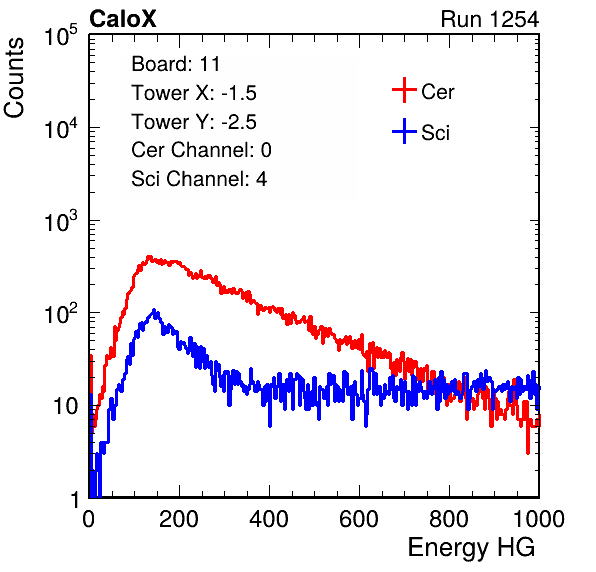 CaloX Run 1254
Counts
10^5
10^4
10^3
10^2
10
1
Board: 11
Tower X: -1.5
Tower Y: -2.5
Cer Channel: 0
Sci Channel: 4
Cer
Sci
0 200 400 600 800 1000
Energy HG